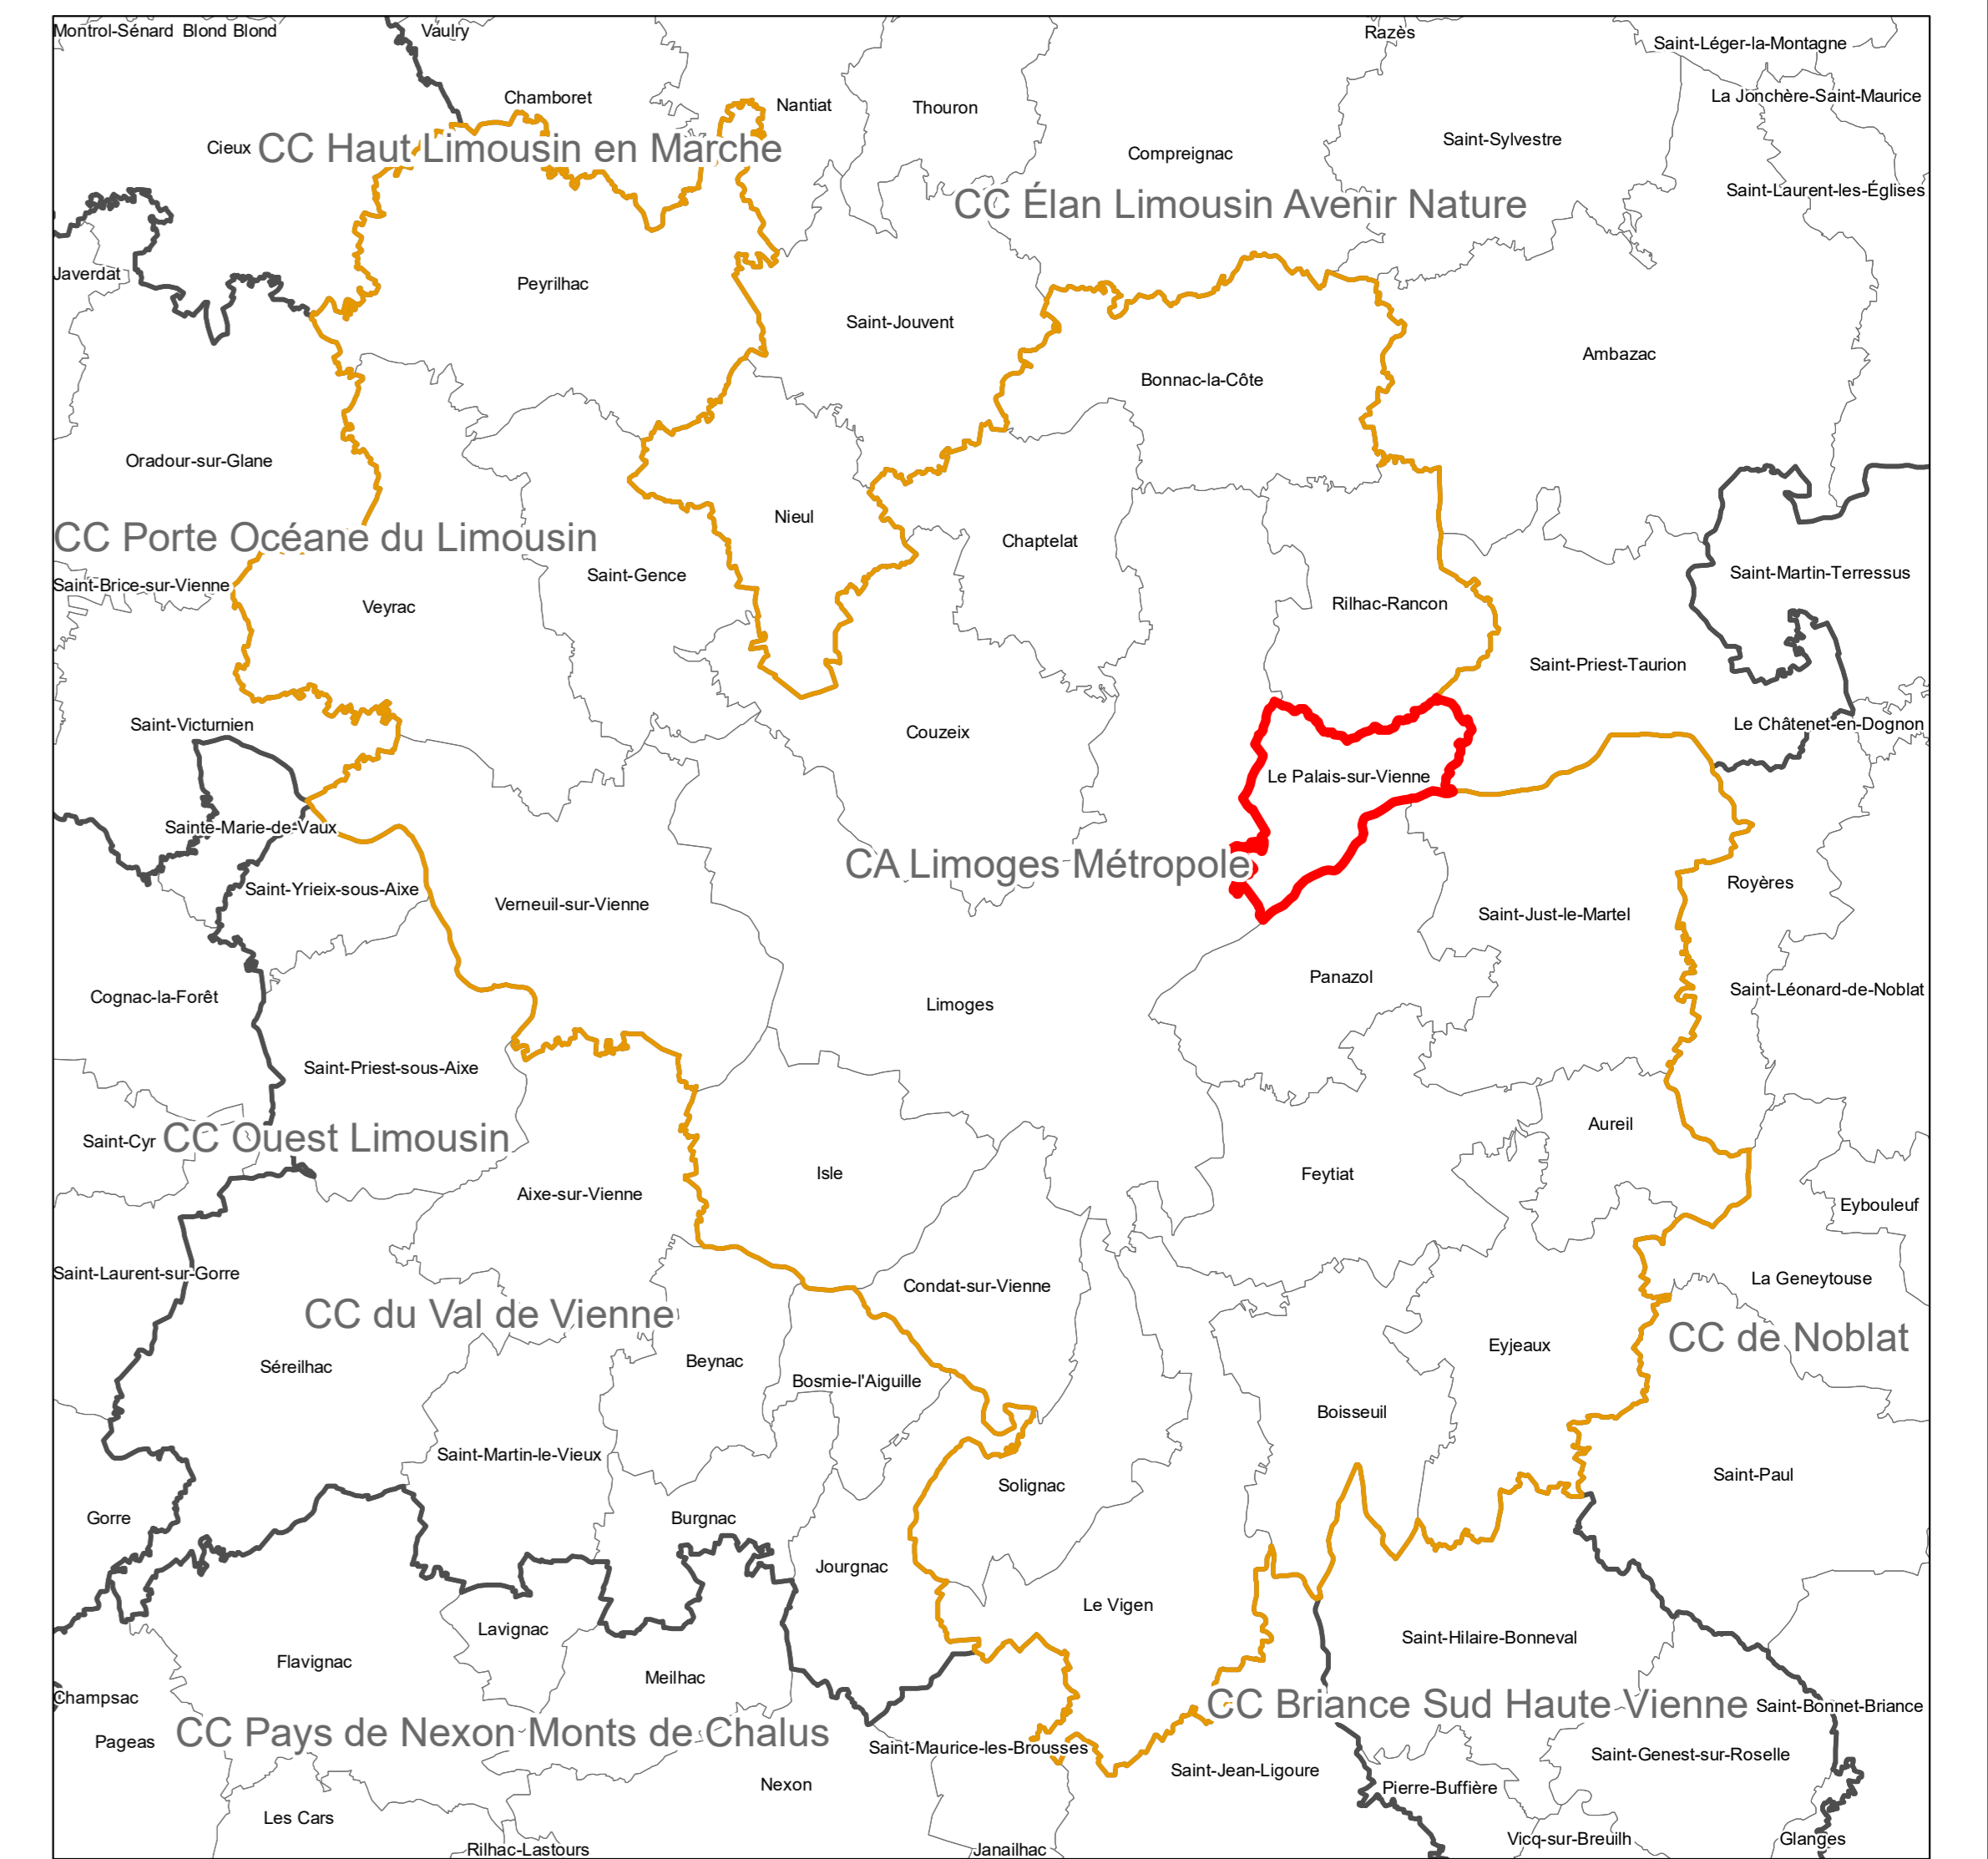 Montrol-Sénard Blond Blond
Vaulry
Razès
Saint-Léger-la-Montagne
Chamboret
Nantiat
Thouron
La Jonchère-Saint-Maurice
Cieux
CC Haut Limousin en Marche
Compreignac
Saint-Sylvestre
Saint-Laurent-les-Églises
CC Élan Limousin Avenir Nature
Javerdat
Peyrilhac
Saint-Jouvent
Ambazac
Bonnac-la-Côte
Oradour-sur-Glane
Nieul
CC Porte Océane du Limousin
Chaptelat
Saint-Gence
Saint-Martin-Terressus
Saint-Brice-sur-Vienne
Veyrac
Rilhac-Rancon
Saint-Priest-Taurion
Saint-Victurnien
Couzeix
Le Châtenet-en-Dognon
Le Palais-sur-Vienne
Sainte-Marie-de-Vaux
CA Limoges Métropole
Saint-Yrieix-sous-Aixe
Royères
Verneuil-sur-Vienne
Saint-Just-le-Martel
Panazol
Cognac-la-Forêt
Limoges
Saint-Léonard-de-Noblat
Saint-Priest-sous-Aixe
Aureil
Saint-Cyr
CC Ouest Limousin
Isle
Feytiat
Aixe-sur-Vienne
Eybouleuf
Saint-Laurent-sur-Gorre
Condat-sur-Vienne
La Geneytouse
CC du Val de Vienne
CC de Noblat
Eyjeaux
Séreilhac
Beynac
Bosmie-l'Aiguille
Boisseuil
Saint-Martin-le-Vieux
Solignac
Saint-Paul
Gorre
Burgnac
Jourgnac
Le Vigen
Lavignac
Saint-Hilaire-Bonneval
Flavignac
Meilhac
Champsac
CC Briance Sud Haute Vienne
Saint-Bonnet-Briance
Pageas
CC Pays de Nexon-Monts de Chalus
Saint-Maurice-les-Brousses
Saint-Genest-sur-Roselle
Saint-Jean-Ligoure
Nexon
Pierre-Buffière
Les Cars
Vicq-sur-Breuilh
Glanges
Rilhac-Lastours
Janailhac